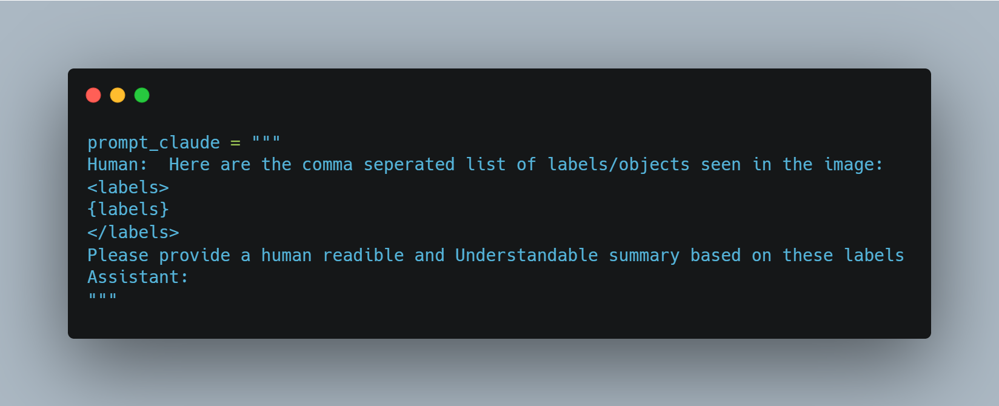 prompt_claude = """
Human:  Here are the comma seperated list of labels/objects seen in the image:
<labels>
{labels}
</labels>
Please provide a human readible and Understandable summary based on these labels
Assistant:
"""